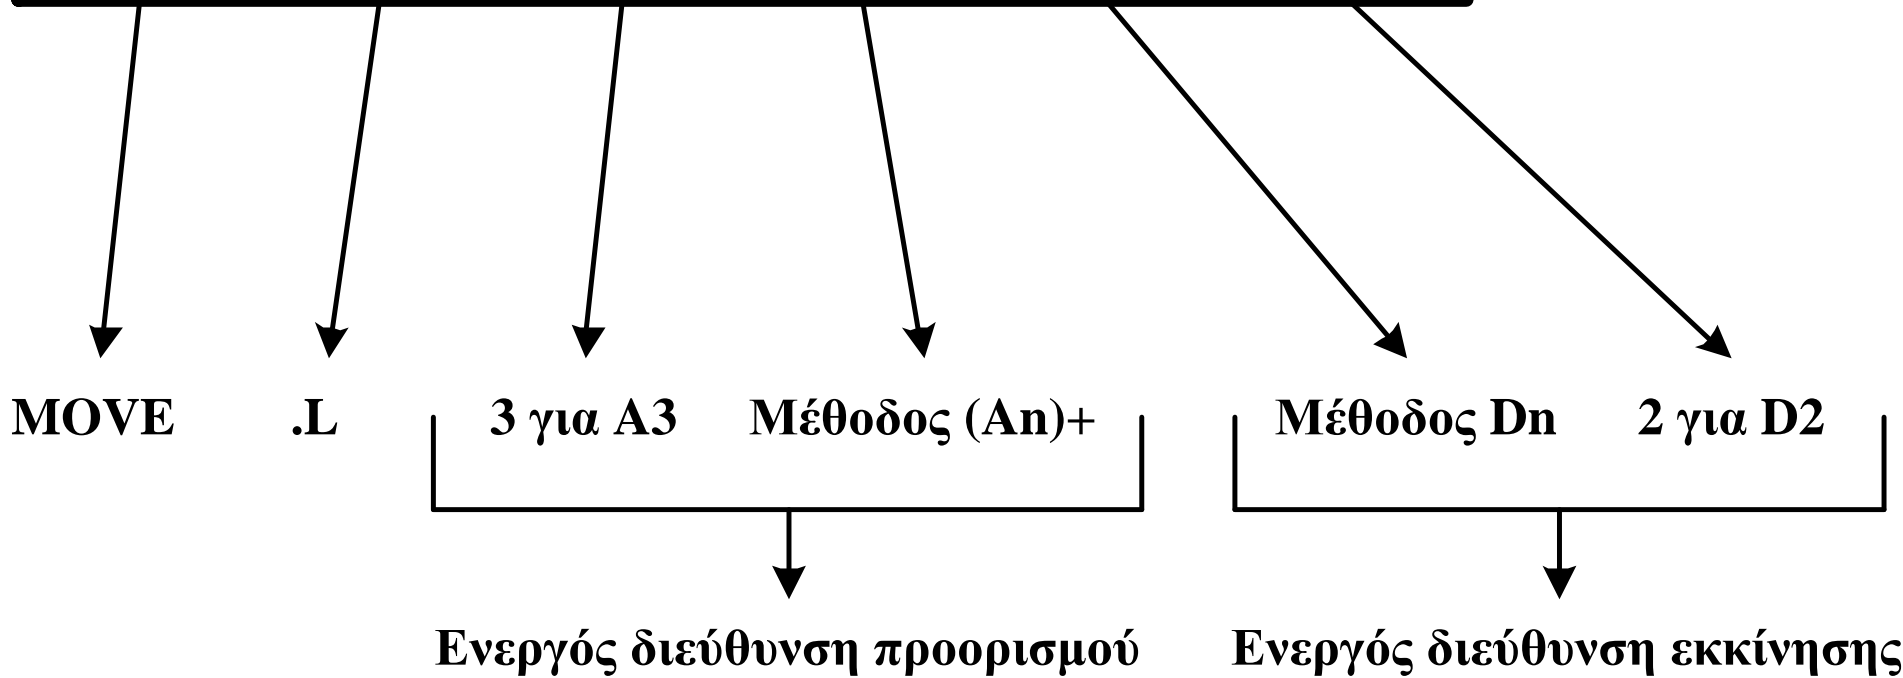 MOVE .L 3 για A3 Μέθοδος (An)+ Μέθοδος Dn 2 για D2
Ενεργός διεύθυνση προορισμού Ενεργός διεύθυνση εκκίνησης